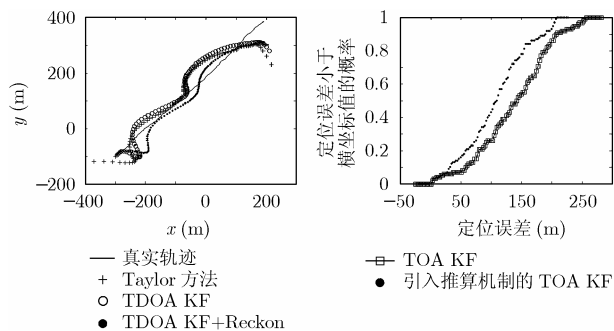 400
200
0
−200
−400
−200
0
200
y (m)
x (m)
真实轨迹
Taylor 方法
TDOA KF
TDOA KF+Reckon
1
0.8
0.6
0.4
0.2
0
−50
50
150
250
定位误差小于
横坐标值的概率
定位误差 (m)
TOA KF
引入推算机制的 TOA KF